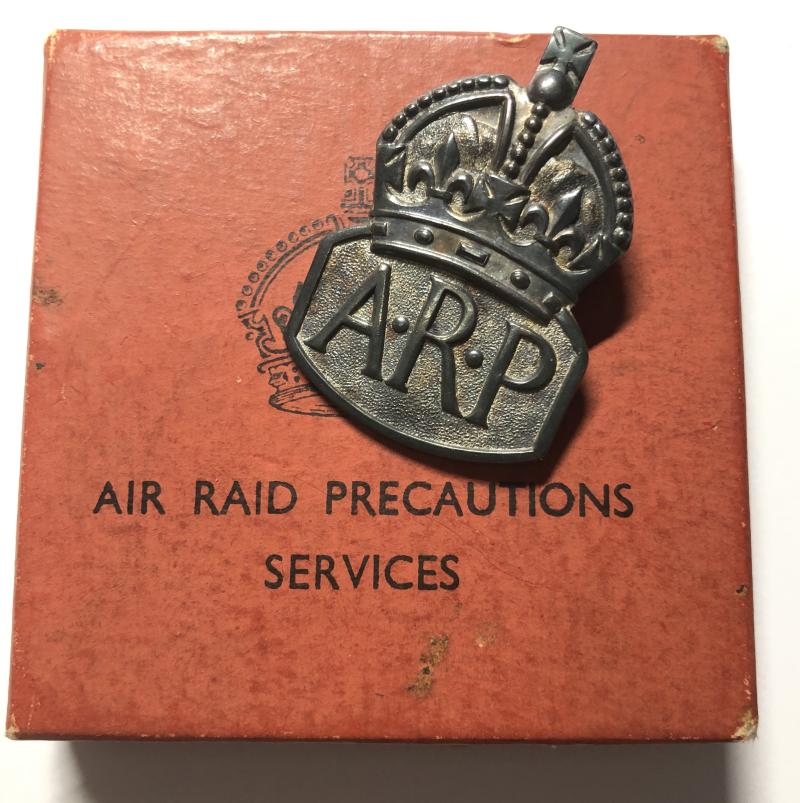 A·R·P
AIR RAID PRECAUTIONS
SERVICES